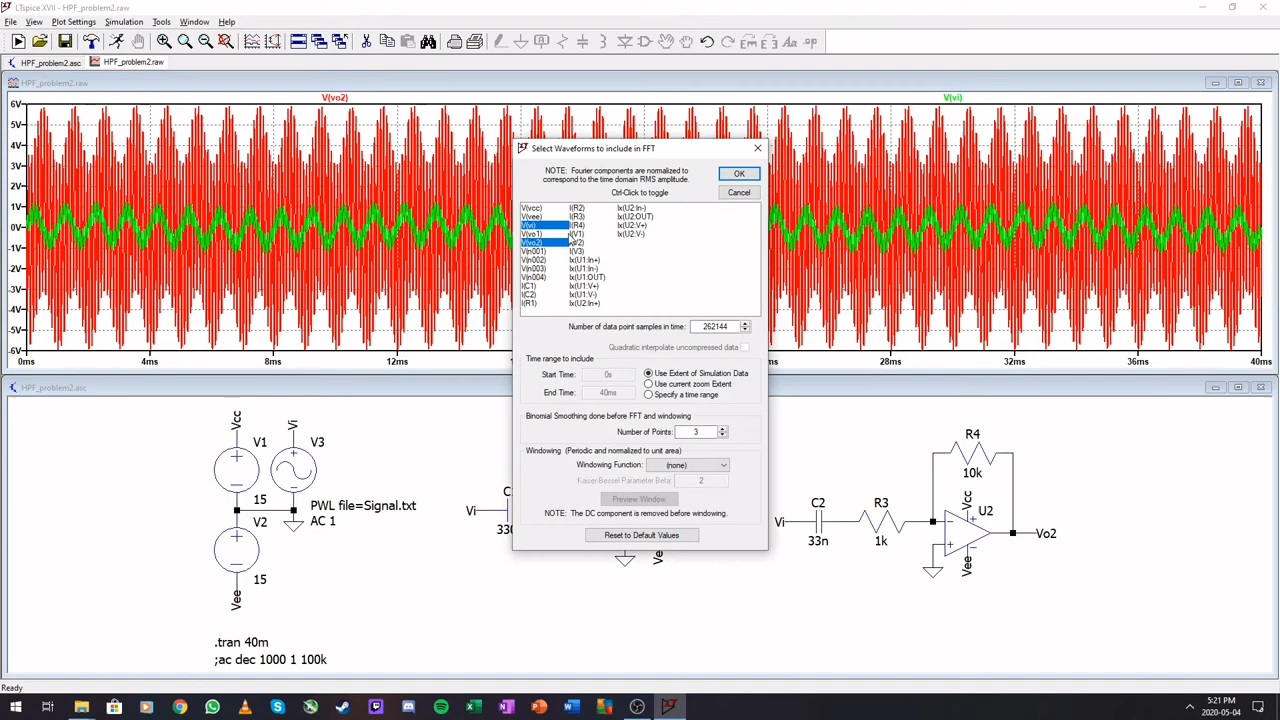 LTspice XVII - HPF_problem2.raw
File View Plot Settings Simulation Tools Window Help
HPF_problem2.asc HPF_problem2.raw
HPF_problem2.raw
V(vo2) V(vi)
6V
5V
4V
3V
2V
1V
0V
-1V
-2V
-3V
-4V
-5V
-6V
0ms 4ms 8ms 12ms 28ms 32ms 36ms 40ms
Select Waveforms to include in FFT
NOTE: Fourier components are normalized to
correspond to the time domain RMS amplitude.
Ctrl-Click to toggle
OK
Cancel
V(vcc) I(R2) Ix(U2:In-)
V(vee) I(R3) Ix(U2:OUT)
V(vi) I(R4) Ix(U2:V+)
V(vo1) I(V1) Ix(U2:V-)
V(vo2)
V(n001) I(V3)
V(n002) Ix(U1:In+)
V(n003) Ix(U1:In-)
V(n004) Ix(U1:OUT)
I(C1) Ix(U1:V+)
I(C2) Ix(U1:V-)
I(R1) Ix(U2:In+)
Number of data point samples in time: 262144
Quadratic interpolate uncompressed data
Time range to include
Start Time: 0s
End Time: 40ms
Use Extent of Simulation Data
Use current zoom Extent
Specify a time range
Binomial Smoothing done before FFT and windowing
Number of Points: 3
Windowing (Periodic and normalized to unit area)
Windowing Function: (none)
Kaiser-Bessel Parameter Beta: 2
Preview Window
NOTE: The DC component is removed before windowing.
Reset to Default Values
HPF_problem2.asc
Vcc
V1
15
Vi
V3
PWL file=Signal.txt
AC 1
V2
15
Vee
.tran 40m
;ac dec 1000 1 100k
Vi
Vi
C2
33n
R3
1k
R4
10k
Vcc
U2
Vee
Vo2
Ready
5:21 PM
2020-05-04